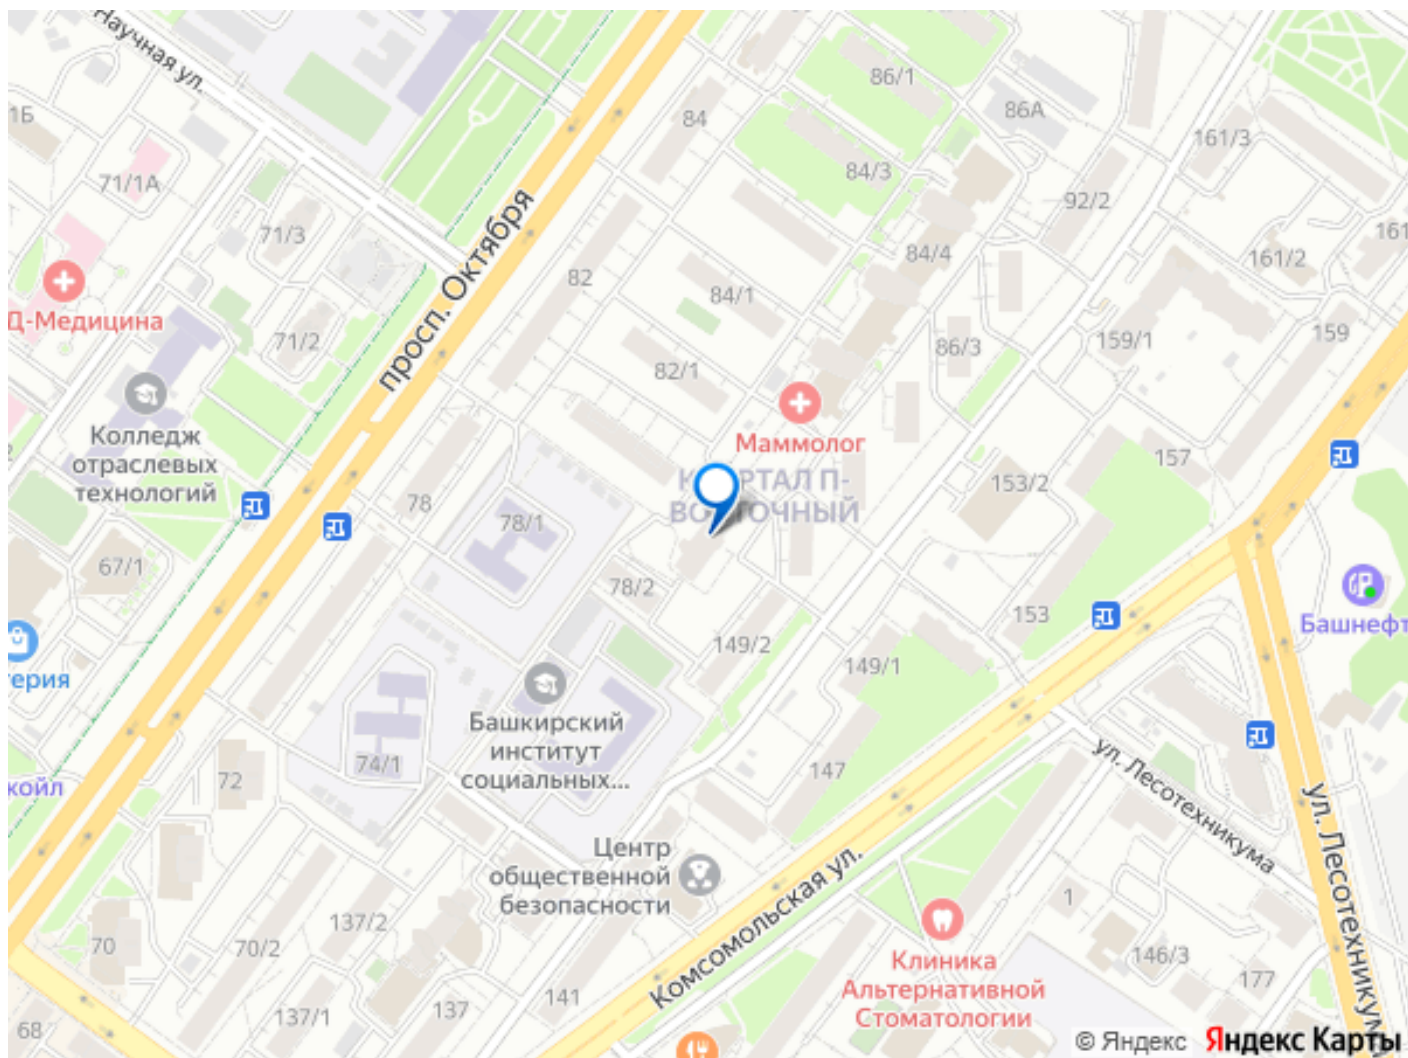 Научная ул.
1Б
84
86/1
86А
161/3
71/1А
84/3
92/2
71/3
просп. Октября
82
84/4
161/2
161
84/1
Д-Медицина
71/2
82/1
86/3
159/1
159
Колледж
отраслевых
технологий
Маммолог
157
78
78/1
153/2
67/1
78/2
153
Башнефт
149/2
149/1
терия
Башкирский
институт
социальных...
74/1
72
147
койл
ул. Лесотехникума
ул. Лесотехникума
Центр
общественной
безопасности
Комсомольская ул.
137/2
1
70
70/2
Клиника
Альтернативной
Стоматологии
146/3
177
137
141
137/1
68
© Яндекс Яндекс Карты